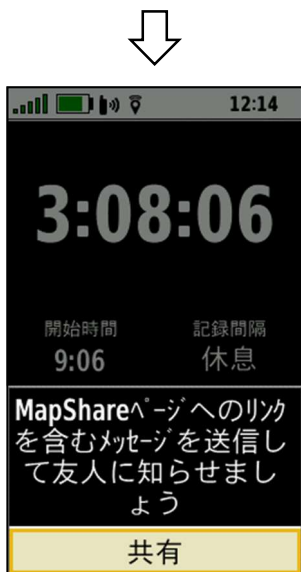 12:14
3:08:06
開始時間 記録間隔
9:06 休息
MapShareﾍﾟｰｼﾞへのﾘﾝｸ
を含むﾒｯｾｰｼﾞを送信し
て友人に知らせましょ
う
共有